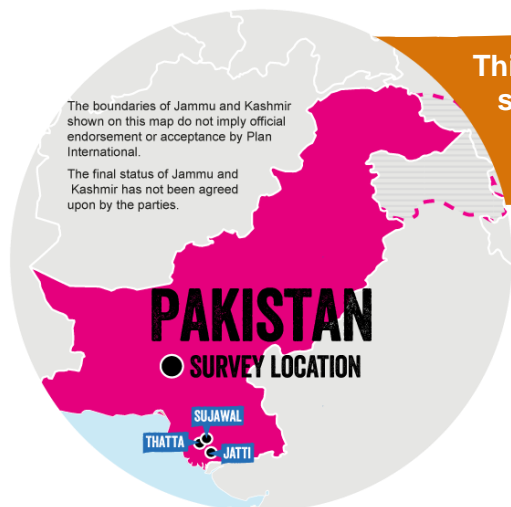 Thi
s
The boundaries of Jammu and Kashmir
shown on this map do not imply official
endorsement or acceptance by Plan
International.
The final status of Jammu and
Kashmir has not been agreed
upon by the parties.
PAKISTAN
SURVEY LOCATION
SUJAWAL
THATTA
JATTI